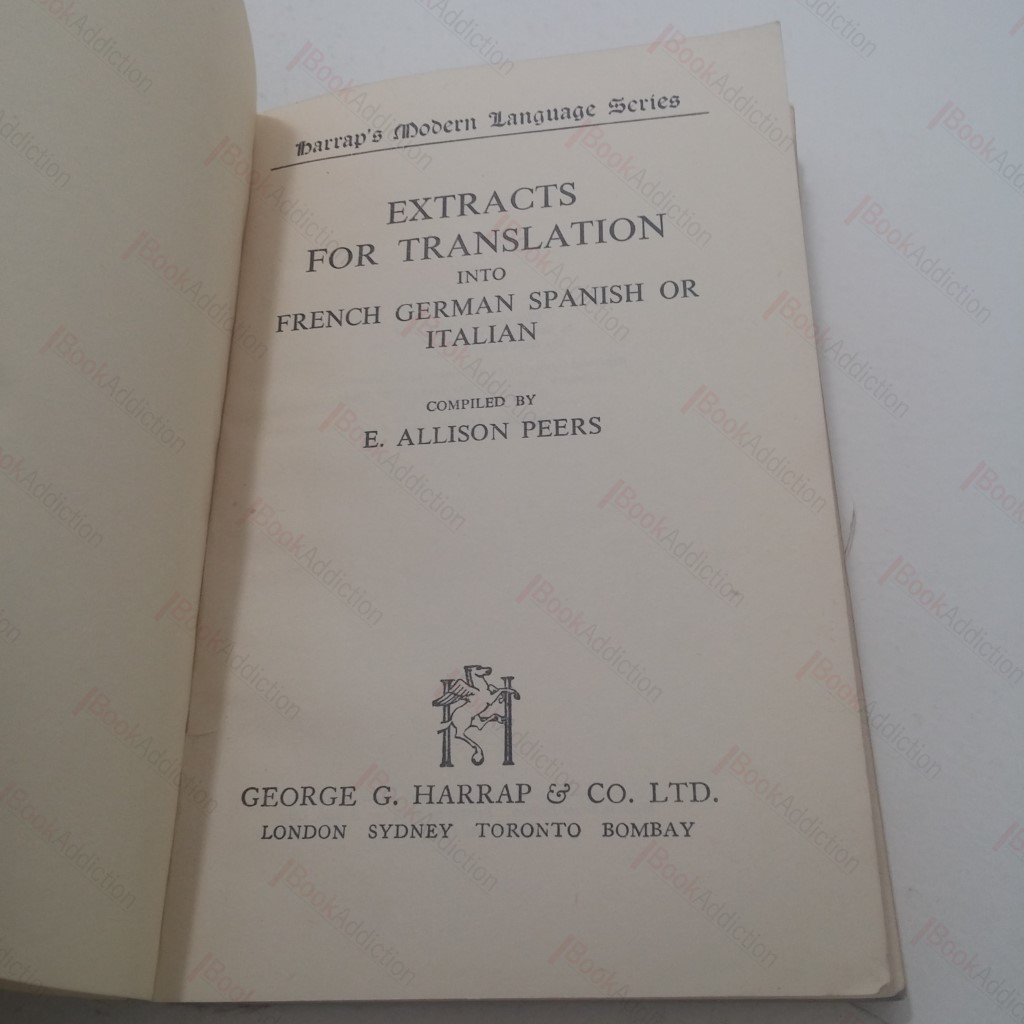 Harrap's Modern Language Series
EXTRACTS
FOR TRANSLATION
INTO
FRENCH GERMAN SPANISH OR
ITALIAN
COMPILED BY
E. ALLISON PEERS
GEORGE G. HARRAP & CO. LTD.
LONDON SYDNEY TORONTO BOMBAY
BookAddiction